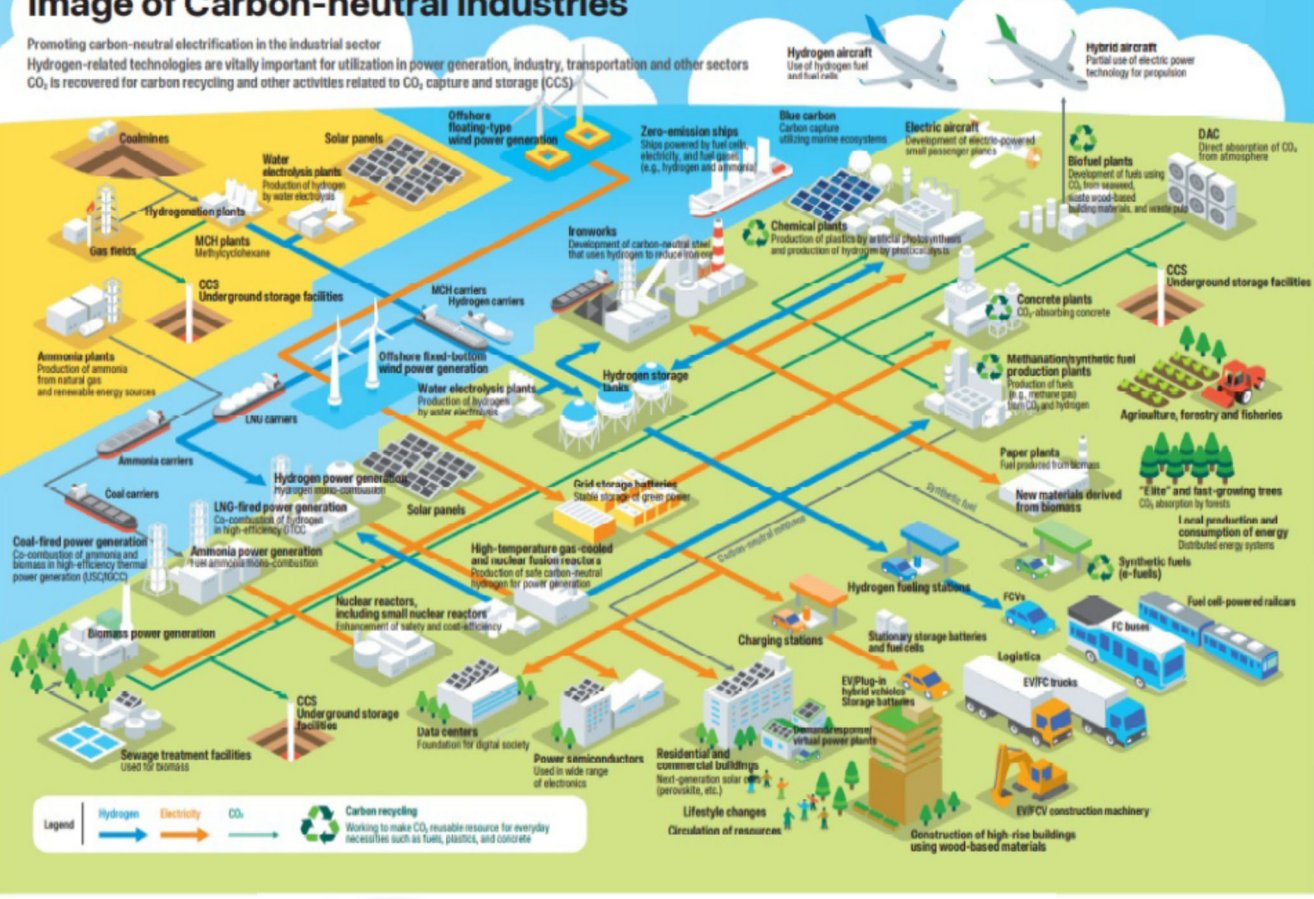 Image of Carbon-neutral Industries
Promoting carbon-neutral electrification in the industrial sector
Hydrogen-related technologies are vitally important for utilization in power generation, industry, transportation and other sectors
CO₂ is recovered for carbon recycling and other activities related to CO₂ capture and storage (CCS)
Hydrogen aircraft
Use of hydrogen fuel
and fuel cells
Hybrid aircraft
Partial use of electric power
technology for propulsion
Coalmines
Solar panels
Water
electrolysis plants
Production of hydrogen
by water electrolysis
Offshore
floating-type
wind power generation
Zero-emission ships
Ships powered by fuel cells,
electricity, and fuel gases
(e.g., hydrogen and ammonia)
Blue carbon
Carbon capture
utilizing marine ecosystems
Electric aircraft
Development of electric-powered
small passenger planes
Biofuel plants
Development of fuels using
CO₂ from seaweed,
waste wood-based
building materials, and waste pulp
DAC
Direct absorption of CO₂
from atmosphere
Hydrogenation plants
Gas fields
MCH plants
Methylcyclohexane
Ironworks
Development of carbon-neutral steel
that uses hydrogen to reduce iron ore
Chemical plants
Production of plastics by artificial photosynthesis
and production of hydrogen by photocatalysis
CCS
Underground storage facilities
MCH carriers
Hydrogen carriers
CCS
Underground storage facilities
Concrete plants
CO₂-absorbing concrete
Ammonia plants
Production of ammonia
from natural gas
and renewable energy sources
Offshore fixed-bottom
wind power generation
Water electrolysis plants
Production of hydrogen
by water electrolysis
Hydrogen storage
tanks
Methanation/synthetic fuel
production plants
Production of fuels
(e.g., methane gas)
from CO₂ and hydrogen
Agriculture, forestry and fisheries
LNU carriers
Ammonia carriers
Coal carriers
Hydrogen power generation
Hydrogen mono-combustion
LNG-fired power generation
Co-combustion of hydrogen
in high-efficiency GTCC
Solar panels
Grid storage batteries
Stable storage of green power
Synthetic fuel
Carbon-neutral methane
Paper plants
Fuel produced from biomass
New materials derived
from biomass
"Elite" and fast-growing trees
CO₂ absorption by forests
Local production and
consumption of energy
Distributed energy systems
Coal-fired power generation
Co-combustion of ammonia and
biomass in high-efficiency thermal
power generation (USC/IGCC)
Ammonia power generation
Fuel ammonia mono-combustion
High-temperature gas-cooled
and nuclear fusion reactors
Production of safe carbon-neutral
hydrogen for power generation
Hydrogen fueling stations
Synthetic fuels
(e-fuels)
Nuclear reactors,
including small nuclear reactors
Enhancement of safety and cost-efficiency
FCVs
FC buses
Fuel cell-powered railcars
Biomass power generation
Charging stations
Stationary storage batteries
and fuel cells
Logistics
EV/FC trucks
EV/Plug-in
hybrid vehicles
Storage batteries
CCS
Underground storage
facilities
Data centers
Foundation for digital society
Power semiconductors
Used in wide range
of electronics
Demand response/
virtual power plants
Residential and
commercial buildings
Next-generation solar cells
(perovskite, etc.)
Sewage treatment facilities
Used for biomass
Lifestyle changes
Circulation of resources
EV/FCV construction machinery
Construction of high-rise buildings
using wood-based materials
Legend
Hydrogen
Electricity
CO₂
Carbon recycling
Working to make CO₂ reusable resource for everyday
necessities such as fuels, plastics, and concrete